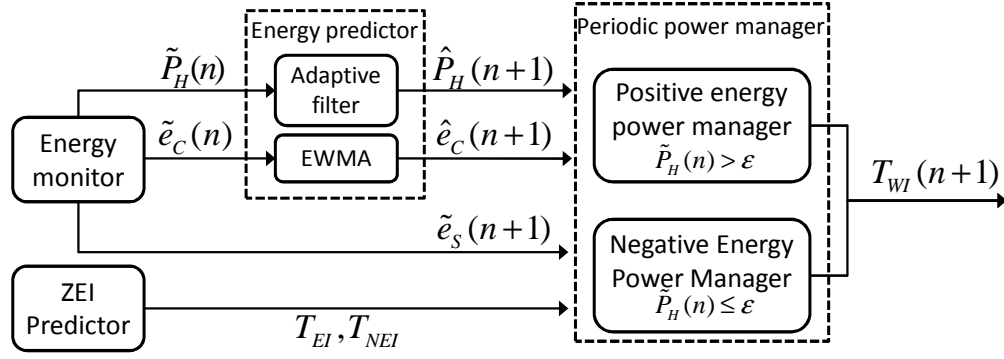 Energy predictor
Periodic power manager
P̃_H(n)
Adaptive
filter
P̂_H(n+1)
Energy
monitor
ẽ_C(n)
EWMA
ê_C(n+1)
Positive energy
power manager
P̃_H(n) > ε
T_WI(n+1)
ẽ_S(n+1)
Negative Energy
Power Manager
P̃_H(n) ≤ ε
ZEI
Predictor
T_EI, T_NEI